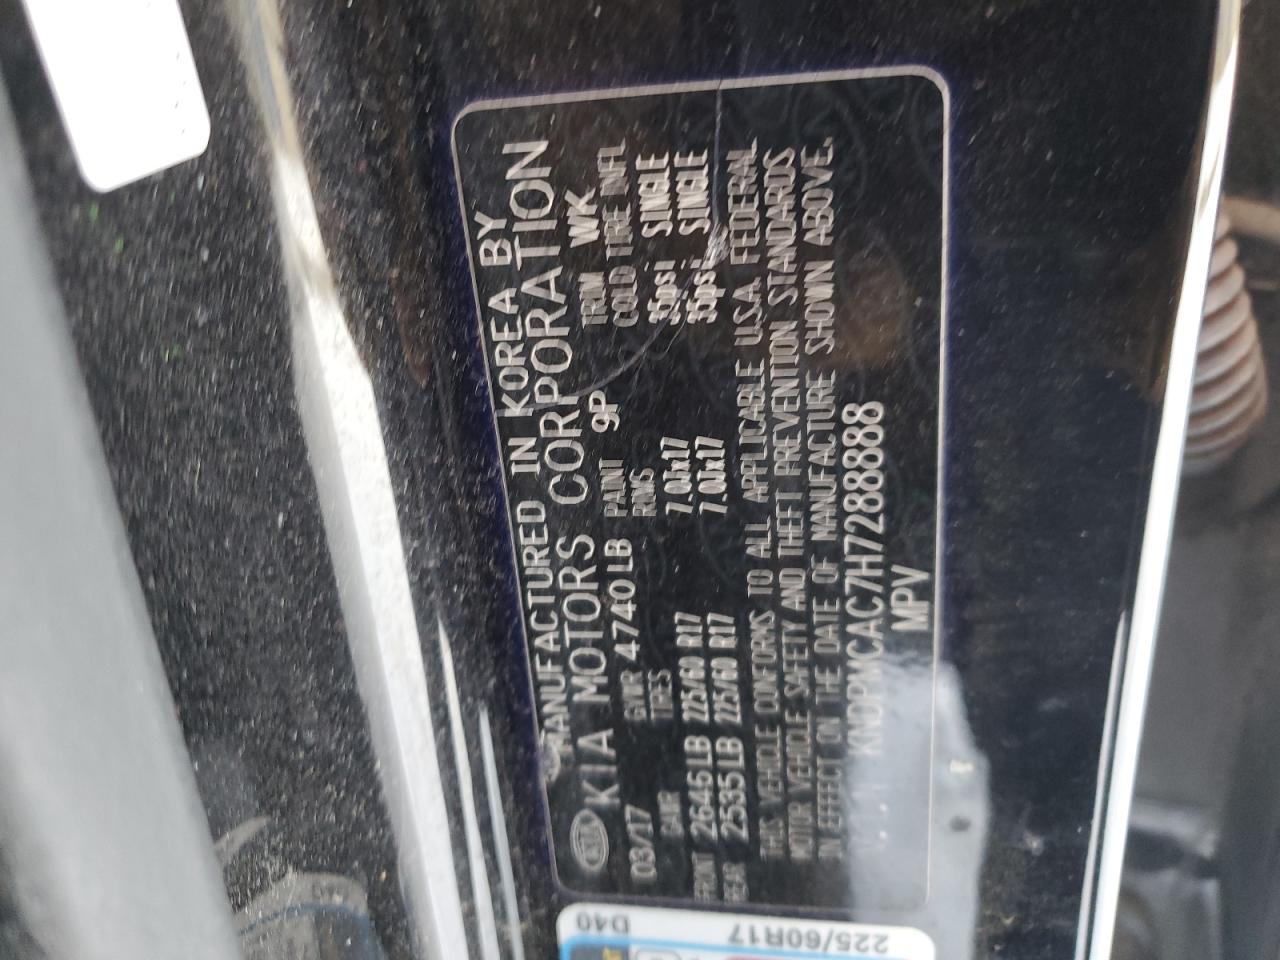 MANUFACTURED IN KOREA BY
KIA KIA MOTORS CORPORATION
03/17 GVWR 4740LB PAINT 9P TRIM WK
GAWR TIRES RIMS COLD TIRE INFL
FRONT 2645LB 225/60 R17 7.0Jx17 35psi SINGLE
REAR 2535LB 225/60 R17 7.0Jx17 35psi SINGLE
THIS VEHICLE CONFORMS TO ALL APPLICABLE U.S.A. FEDERAL
MOTOR VEHICLE SAFETY AND THEFT PREVENTION STANDARDS
IN EFFECT ON THE DATE OF MANUFACTURE SHOWN ABOVE.
KNDPMCAC7H7288888
MPV
225/60R17
D40